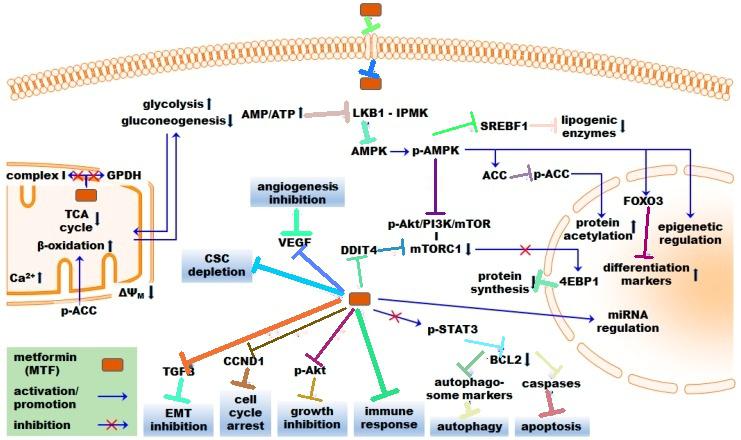 glycolysis ↑
gluconeogenesis ↓
AMP/ATP ↑
LKB1 - IPMK
AMPK
p-AMPK
SREBF1
lipogenic
enzymes ↓
ACC
p-ACC
complex I
GPDH
TCA
cycle ↓
β-oxidation ↑
Ca2+ ↑
ΔΨM ↓
p-ACC
angiogenesis
inhibition
VEGF
CSC
depletion
p-Akt/PI3K/mTOR
DDIT4
mTORC1 ↓
FOXO3
protein
acetylation ↑
epigenetic
regulation
differentiation
markers ↑
protein
synthesis ↓
4EBP1
miRNA
regulation
p-STAT3
BCL2 ↓
TGFβ
CCND1
p-Akt
autophago-
some markers
caspases
EMT
inhibition
cell
cycle
arrest
growth
inhibition
immune
response
autophagy
apoptosis
metformin
(MTF)
activation/
promotion
inhibition